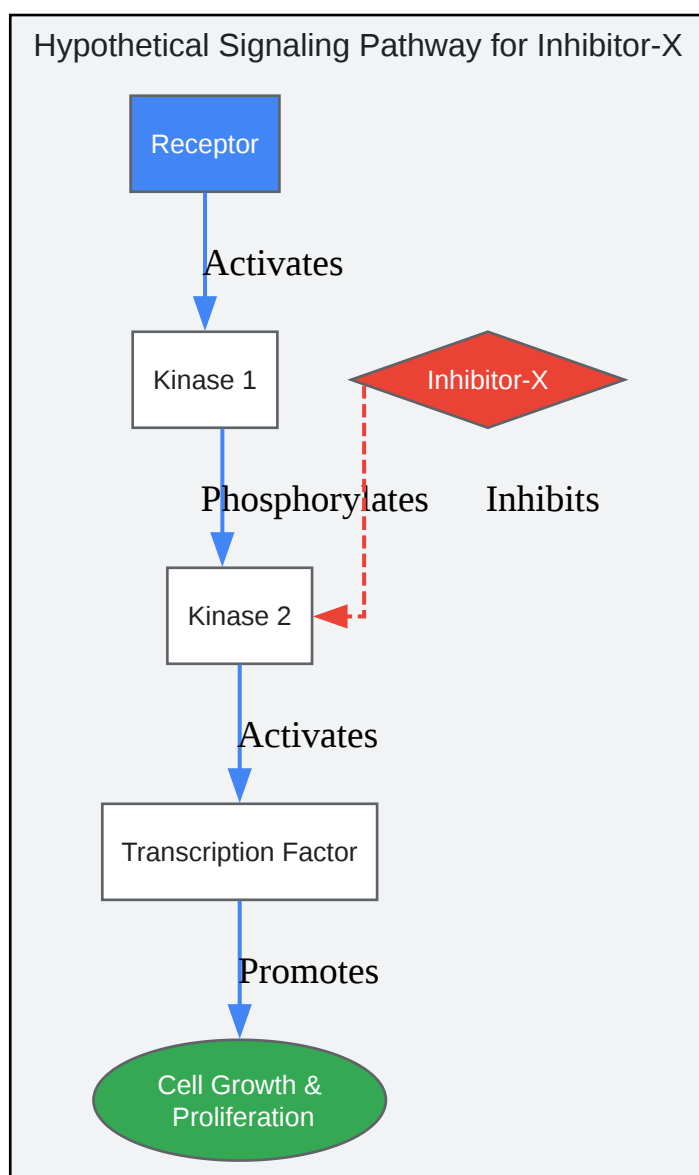 Hypothetical Signaling Pathway for Inhibitor-X
Receptor
Activates
Kinase 1
Inhibitor-X
Phosphorylates
Inhibits
Kinase 2
Activates
Transcription Factor
Promotes
Cell Growth &
Proliferation